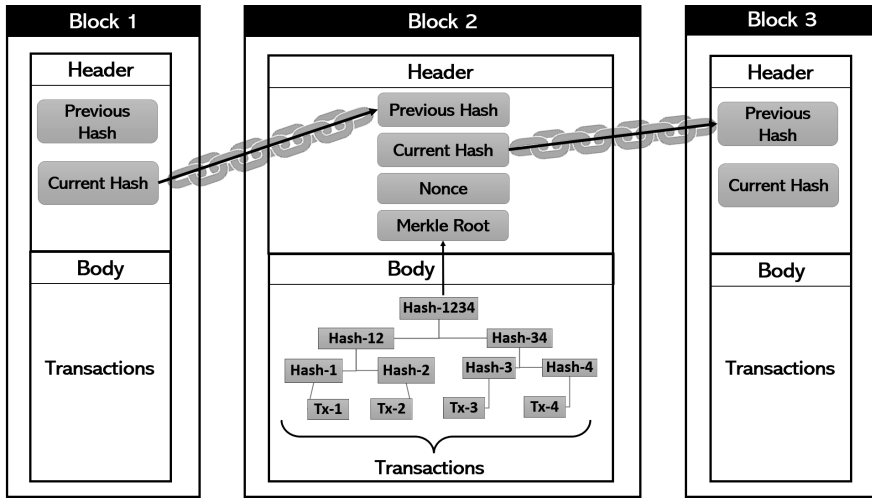 Block 1
Header
Previous
Hash
Current Hash
Body
Transactions
Block 2
Header
Previous Hash
Current Hash
Nonce
Merkle Root
Body
Hash-1234
Hash-12
Hash-34
Hash-1
Hash-2
Hash-3
Hash-4
Tx-1
Tx-2
Tx-3
Tx-4
Transactions
Block 3
Header
Previous
Hash
Current Hash
Body
Transactions